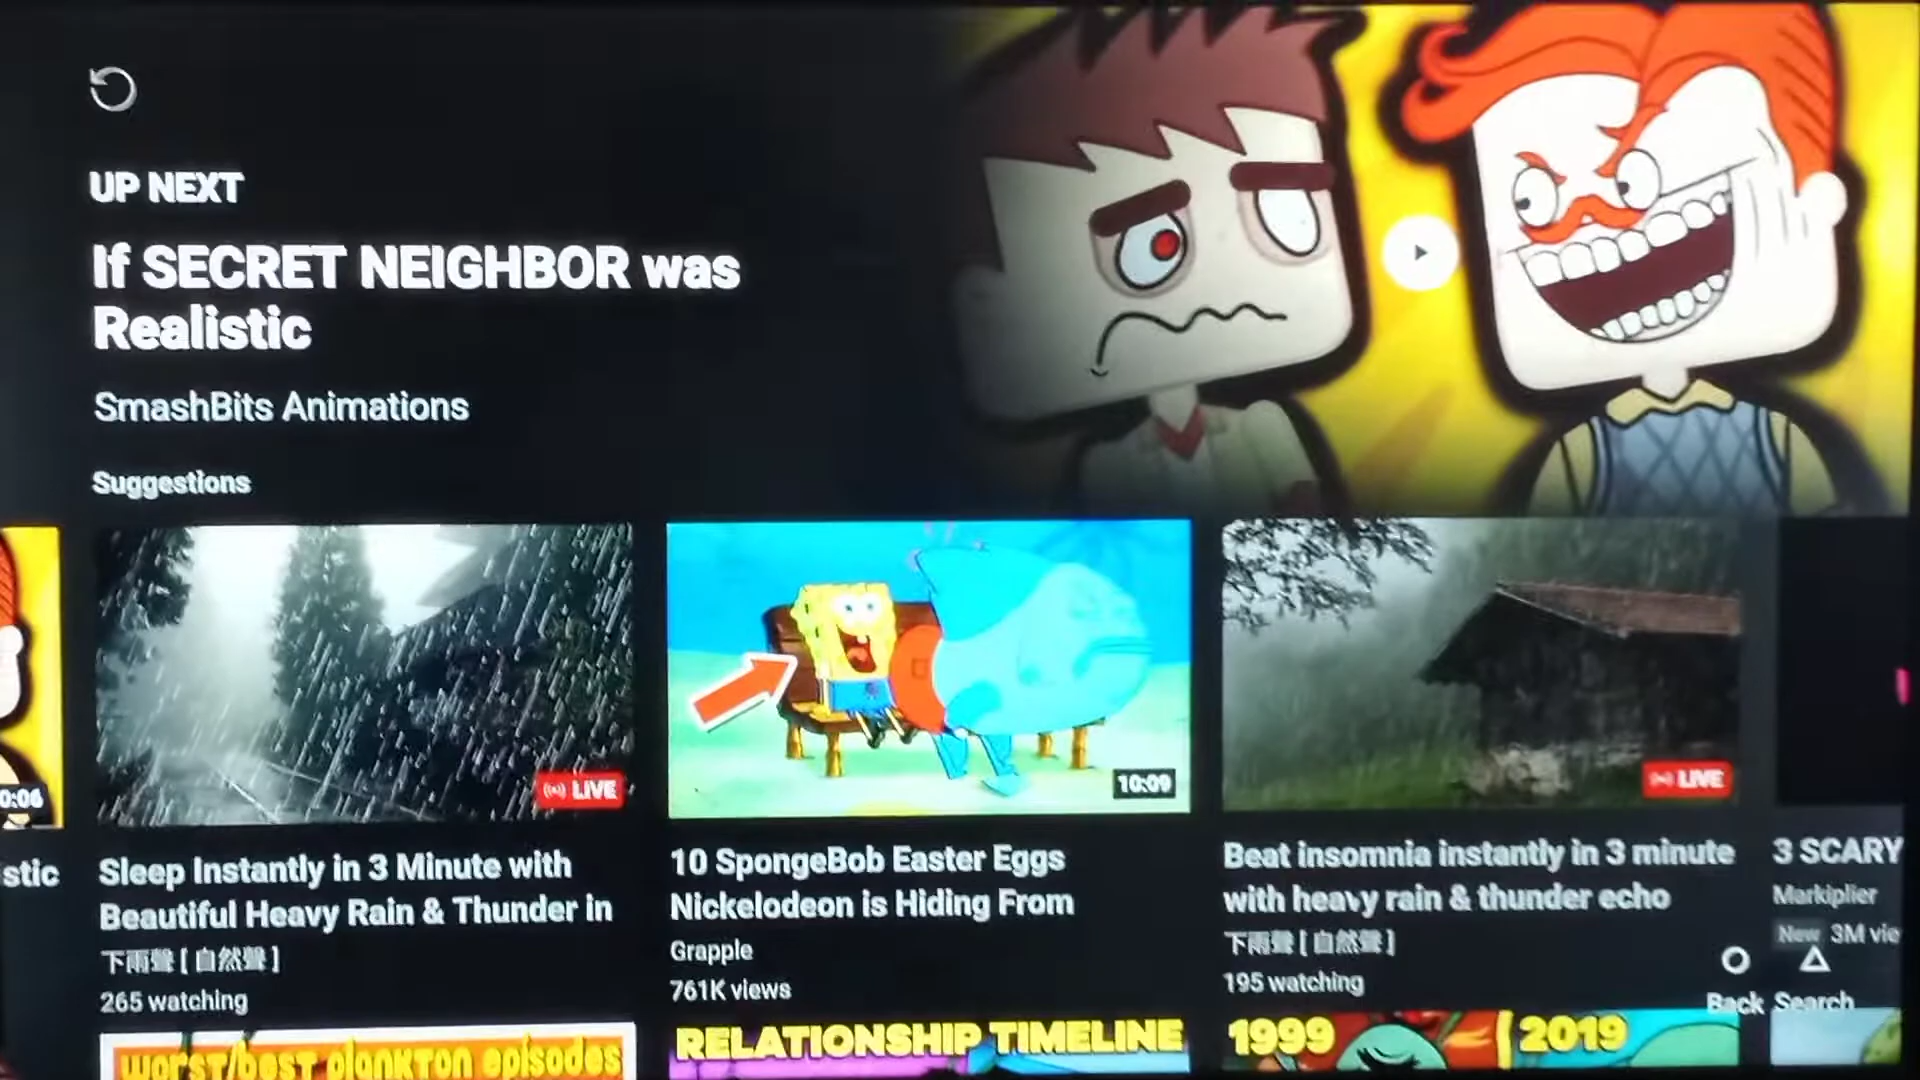 UP NEXT
If SECRET NEIGHBOR was
Realistic
SmashBits Animations
Suggestions
0:06
LIVE
10:09
LIVE
stic
Sleep Instantly in 3 Minute with
Beautiful Heavy Rain & Thunder in
下雨聲 [ 自然聲 ]
265 watching
10 SpongeBob Easter Eggs
Nickelodeon is Hiding From
Grapple
761K views
Beat insomnia instantly in 3 minute
with heavy rain & thunder echo
下雨聲 [ 自然聲 ]
195 watching
3 SCARY
Markiplier
New 3M vie
Back Search
worst/best plankton episodes
RELATIONSHIP TIMELINE
1999 2019